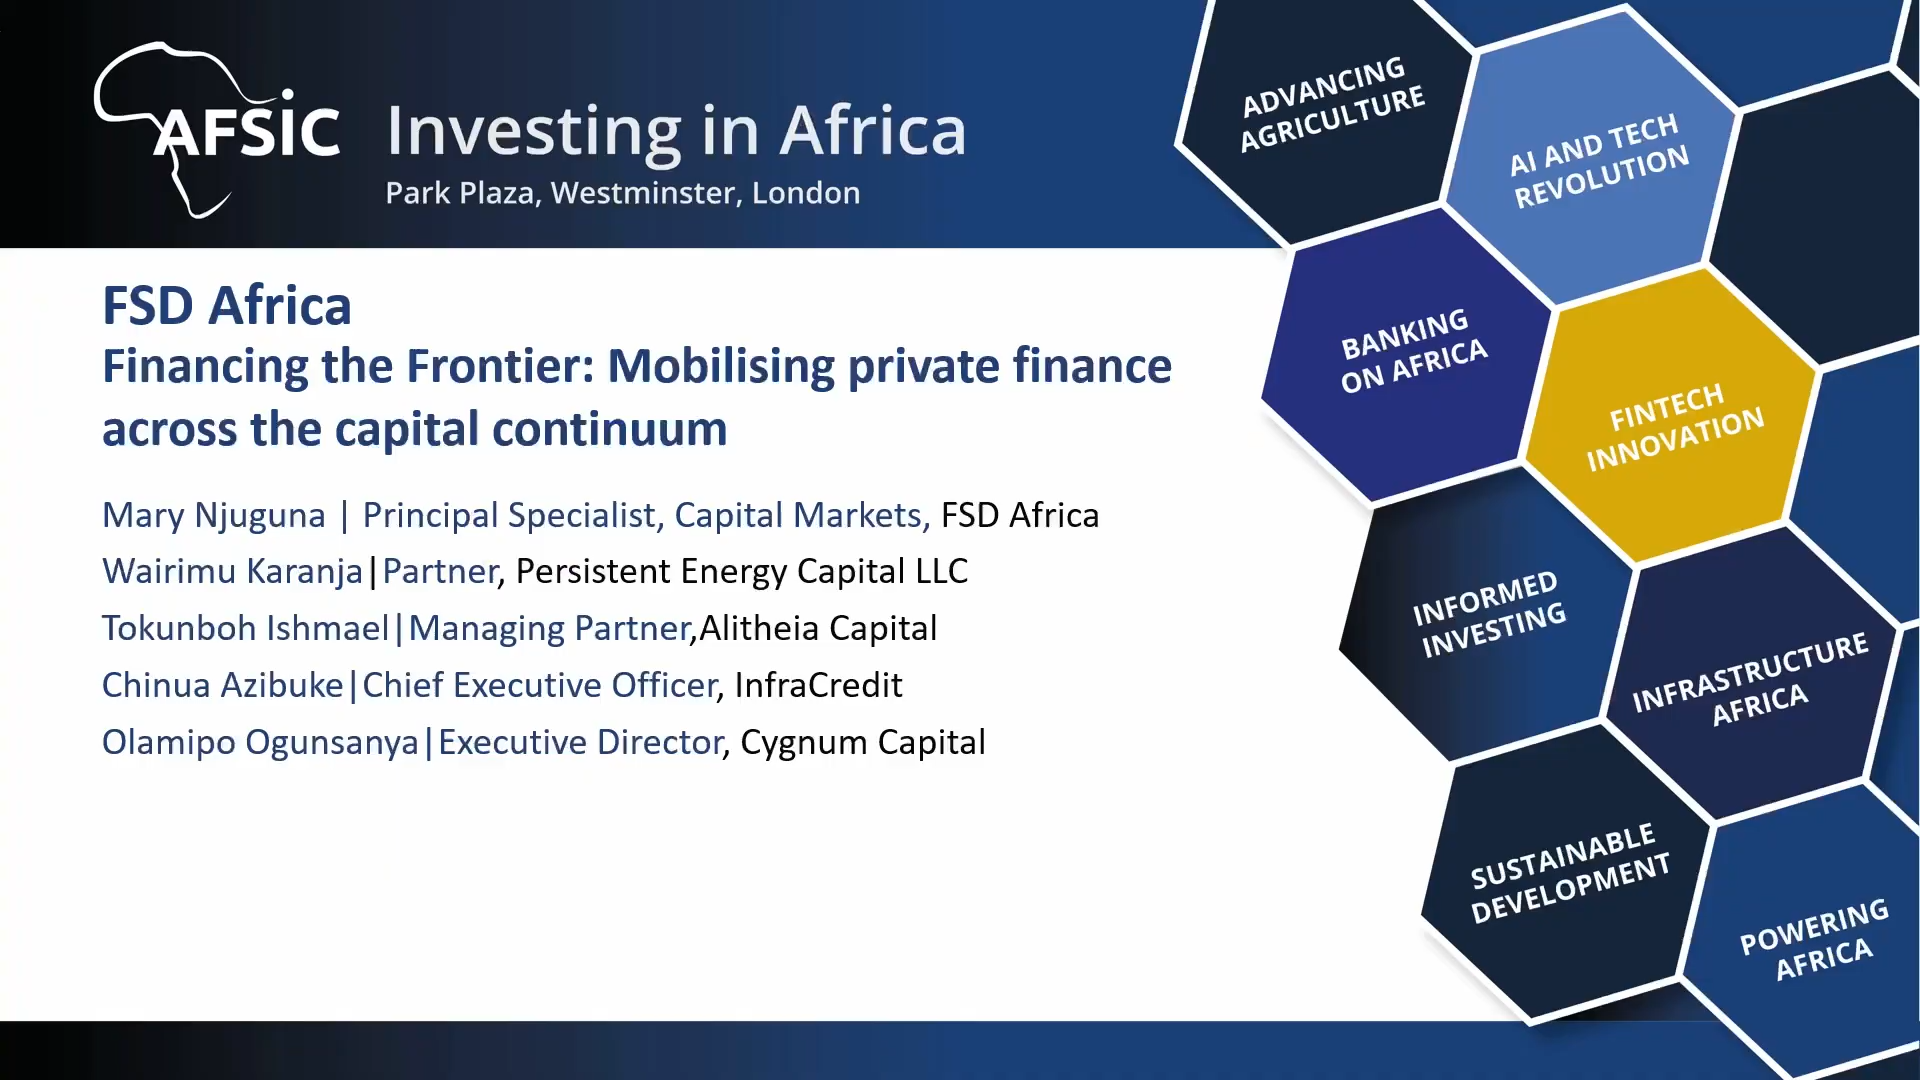 AFSIC
Investing in Africa
Park Plaza, Westminster, London
FSD Africa
Financing the Frontier: Mobilising private finance
across the capital continuum
Mary Njuguna | Principal Specialist, Capital Markets, FSD Africa
Wairimu Karanja|Partner, Persistent Energy Capital LLC
Tokunboh Ishmael|Managing Partner,Alitheia Capital
Chinua Azibuke|Chief Executive Officer, InfraCredit
Olamipo Ogunsanya|Executive Director, Cygnum Capital
ADVANCING
AGRICULTURE
AI AND TECH
REVOLUTION
BANKING
ON AFRICA
FINTECH
INNOVATION
INFORMED
INVESTING
INFRASTRUCTURE
AFRICA
SUSTAINABLE
DEVELOPMENT
POWERING
AFRICA